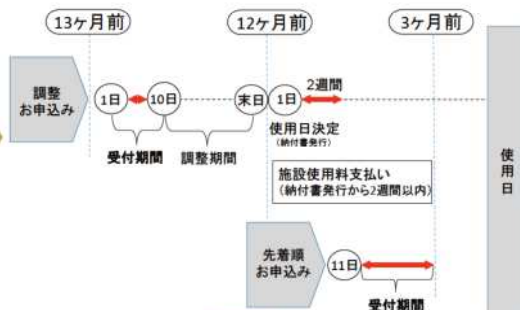 13ヶ月前
12ヶ月前
3ヶ月前
調整
お申込み
1日
10日
末日
1日
2週間
使用日決定
(納付書発行)
受付期間
調整期間
施設使用料支払い
(納付書発行から2週間以内)
使用日
先着順
お申込み
11日
受付期間